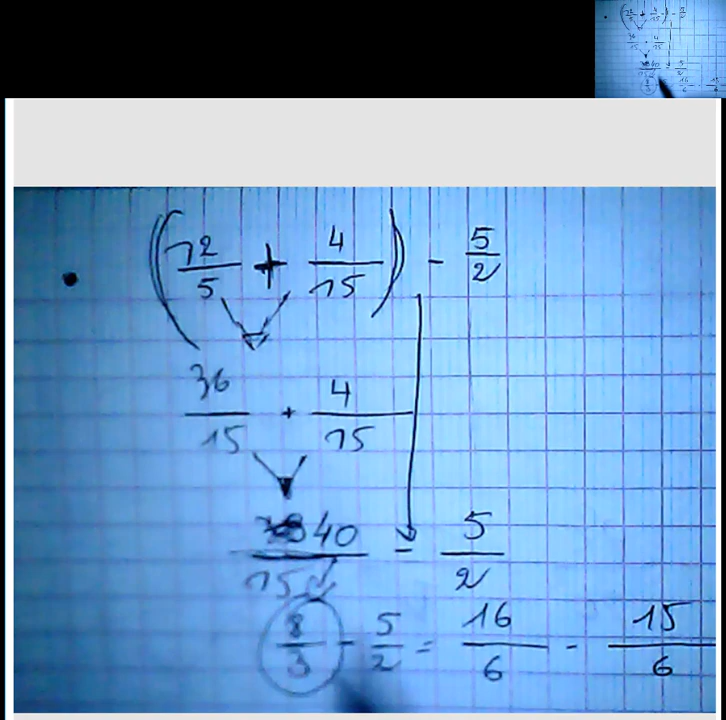 (12/5 + 4/15) - 5/2
36/15 + 4/15
40/15 - 5/2
8/3 - 5/2 = 16/6 - 15/6